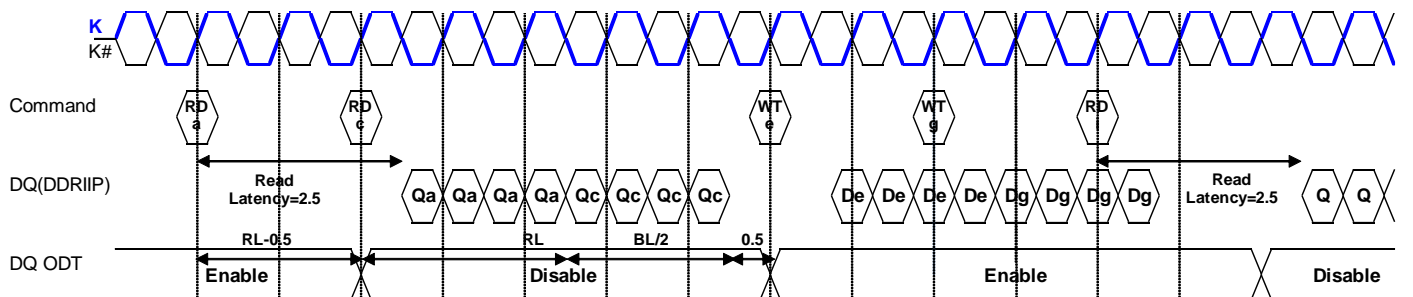 K
K#
Command
RD
a
RD
c
WT
e
WT
g
RD
DQ(DDRIIP)
Read
Latency=2.5
Qa Qa Qa Qa Qc Qc Qc Qc
De De De De Dg Dg Dg Dg
Read
Latency=2.5
Q Q
DQ ODT
RL-0.5
RL
BL/2
0.5
Enable
Disable
Enable
Disable